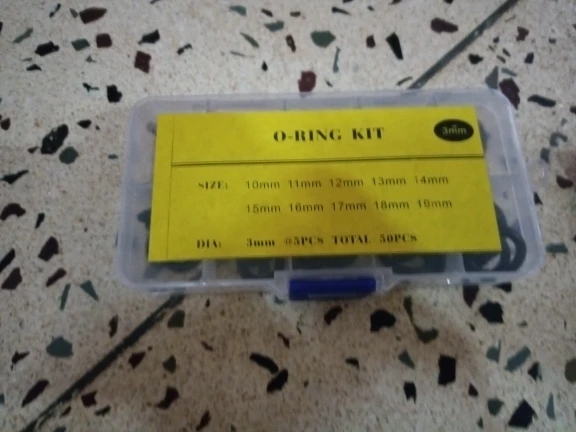 O-RING KIT
3mm
SIZE: 10mm 11mm 12mm 13mm 14mm
15mm 16mm 17mm 18mm 19mm
DIA: 3mm @5PCS TOTAL 50PCS